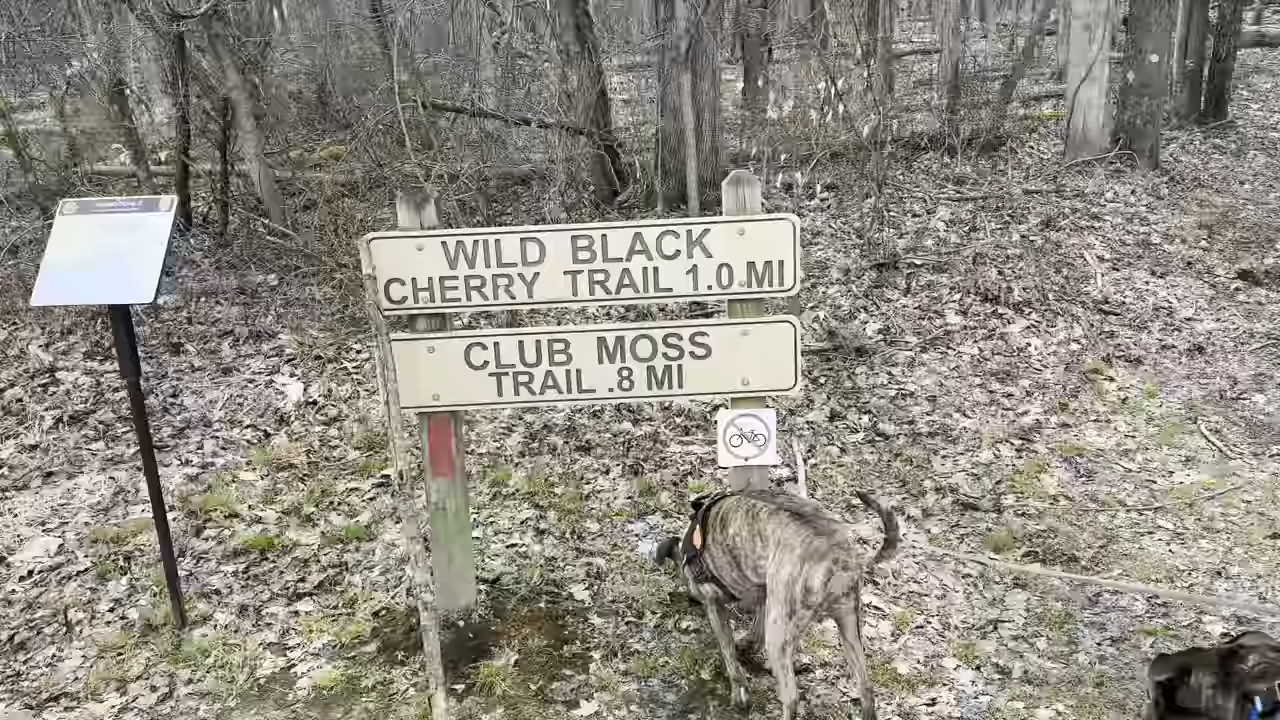 WILD BLACK
CHERRY TRAIL 1.0 MI
CLUB MOSS
TRAIL .8 MI